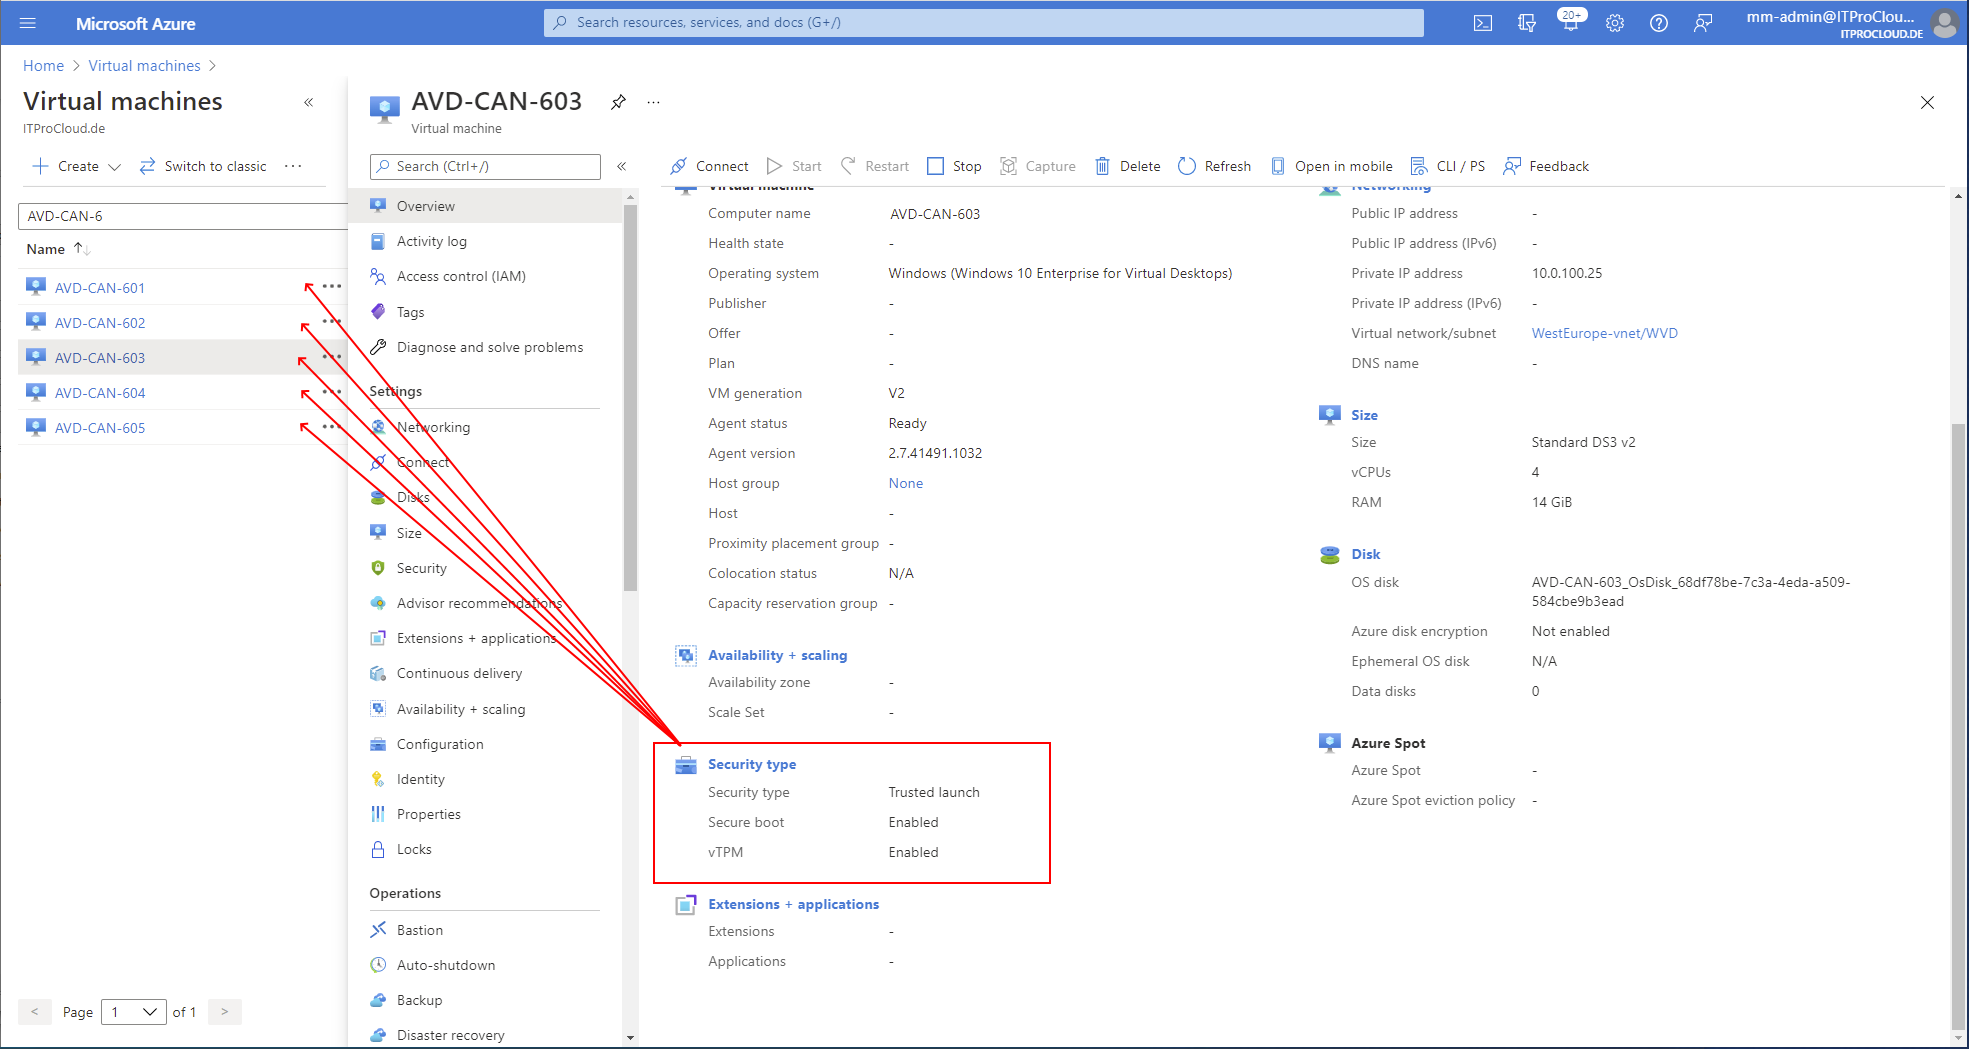 Microsoft Azure
Search resources, services, and docs (G+/)
20+
mm-admin@ITProClou...
ITPROCLOUD.DE
Home > Virtual machines >
Virtual machines «
ITProCloud.de
+ Create
Switch to classic ...
AVD-CAN-6
Name ↑↓
AVD-CAN-601 ...
AVD-CAN-602 ...
AVD-CAN-603 ...
AVD-CAN-604 ...
AVD-CAN-605 ...
< Page 1 of 1 >
AVD-CAN-603 ...
Virtual machine
Search (Ctrl+/) «
Overview
Activity log
Access control (IAM)
Tags
Diagnose and solve problems
Settings
Networking
Connect
Disks
Size
Security
Advisor recommendations
Extensions + applications
Continuous delivery
Availability + scaling
Configuration
Identity
Properties
Locks
Operations
Bastion
Auto-shutdown
Backup
Disaster recovery
Connect Start Restart Stop Capture Delete Refresh Open in mobile CLI / PS Feedback
Virtual machine
Computer name AVD-CAN-603
Health state -
Operating system Windows (Windows 10 Enterprise for Virtual Desktops)
Publisher -
Offer -
Plan -
VM generation V2
Agent status Ready
Agent version 2.7.41491.1032
Host group None
Host -
Proximity placement group -
Colocation status N/A
Capacity reservation group -
Availability + scaling
Availability zone -
Scale Set -
Security type
Security type Trusted launch
Secure boot Enabled
vTPM Enabled
Extensions + applications
Extensions -
Applications -
Networking
Public IP address -
Public IP address (IPv6) -
Private IP address 10.0.100.25
Private IP address (IPv6) -
Virtual network/subnet WestEurope-vnet/WVD
DNS name -
Size
Size Standard DS3 v2
vCPUs 4
RAM 14 GiB
Disk
OS disk AVD-CAN-603_OsDisk_68df78be-7c3a-4eda-a509-
584cbe9b3ead
Azure disk encryption Not enabled
Ephemeral OS disk N/A
Data disks 0
Azure Spot
Azure Spot -
Azure Spot eviction policy -